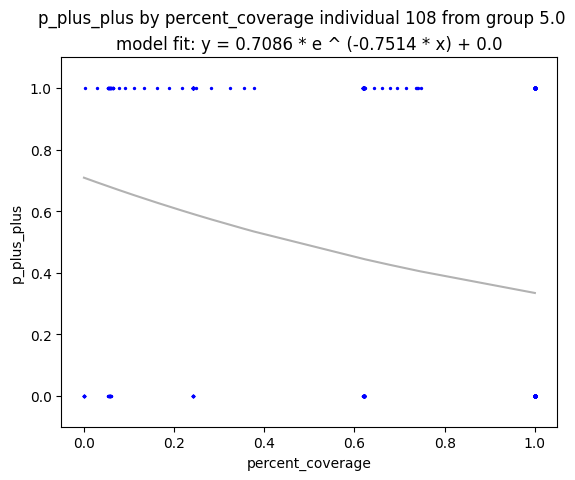 p_plus_plus by percent_coverage individual 108 from group 5.0
model fit: y = 0.7086 * e ^ (-0.7514 * x) + 0.0
1.0
0.8
0.6
0.4
0.2
0.0
p_plus_plus
0.0 0.2 0.4 0.6 0.8 1.0
percent_coverage